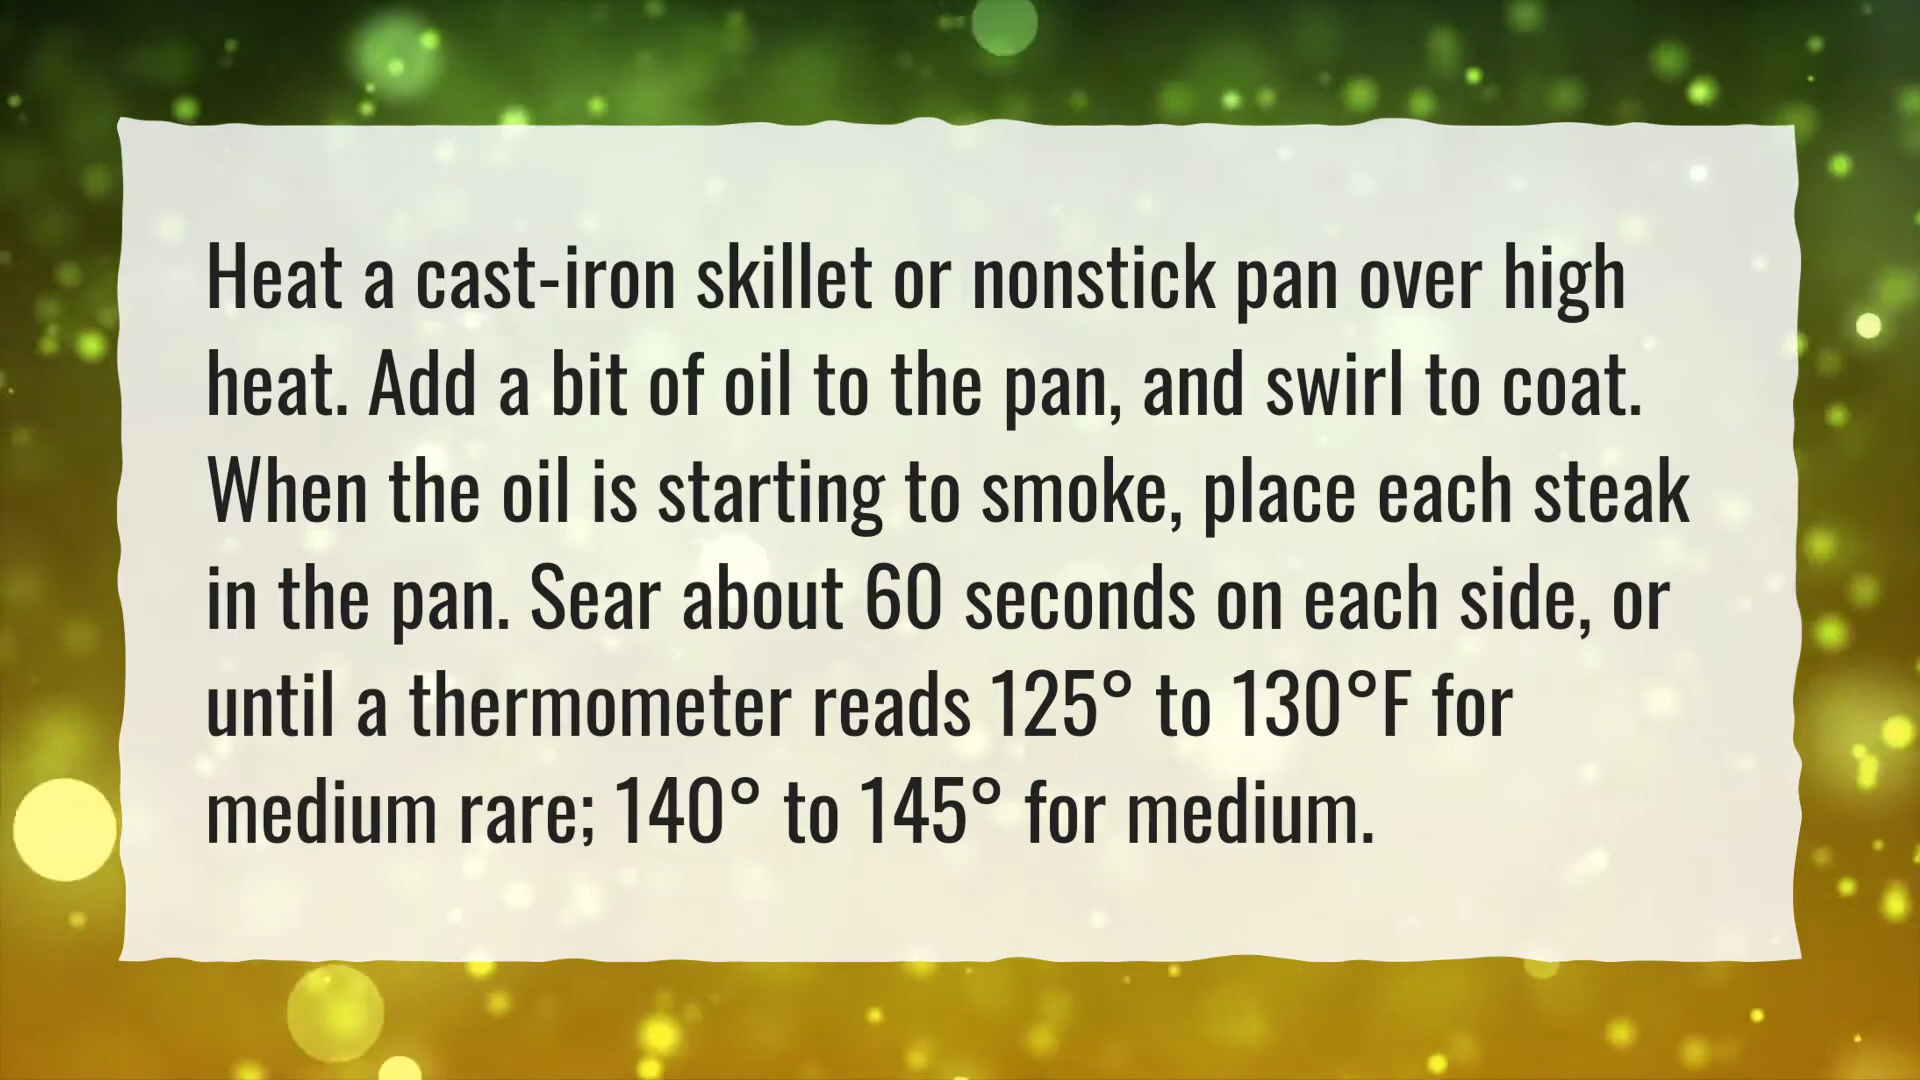 Heat a cast-iron skillet or nonstick pan over high
heat. Add a bit of oil to the pan, and swirl to coat.
When the oil is starting to smoke, place each steak
in the pan. Sear about 60 seconds on each side, or
until a thermometer reads 125° to 130°F for
medium rare; 140° to 145° for medium.